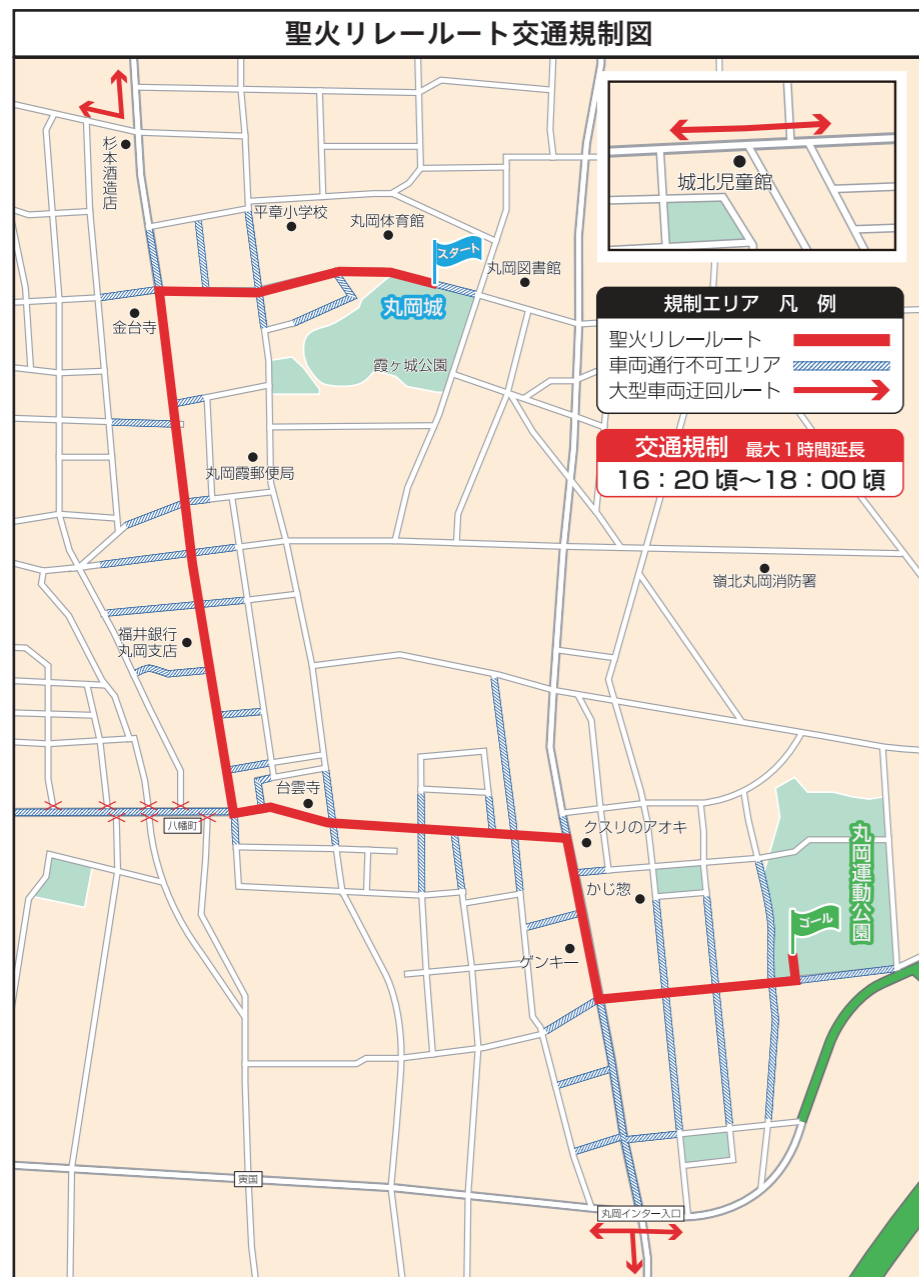 聖火リレールート交通規制図
杉本酒造店
城北児童館
平章小学校
丸岡体育館
スタート
丸岡図書館
丸岡城
金台寺
霞ヶ城公園
規制エリア 凡 例
聖火リレールート
車両通行不可エリア
大型車両迂回ルート
交通規制 最大1時間延長
16：20頃～18：00頃
丸岡霞郵便局
嶺北丸岡消防署
福井銀行
丸岡支店
台雲寺
八幡町
クスリのアオキ
かじ惣
丸岡運動公園
ゴール
ゲンキー
寅国
丸岡インター入口